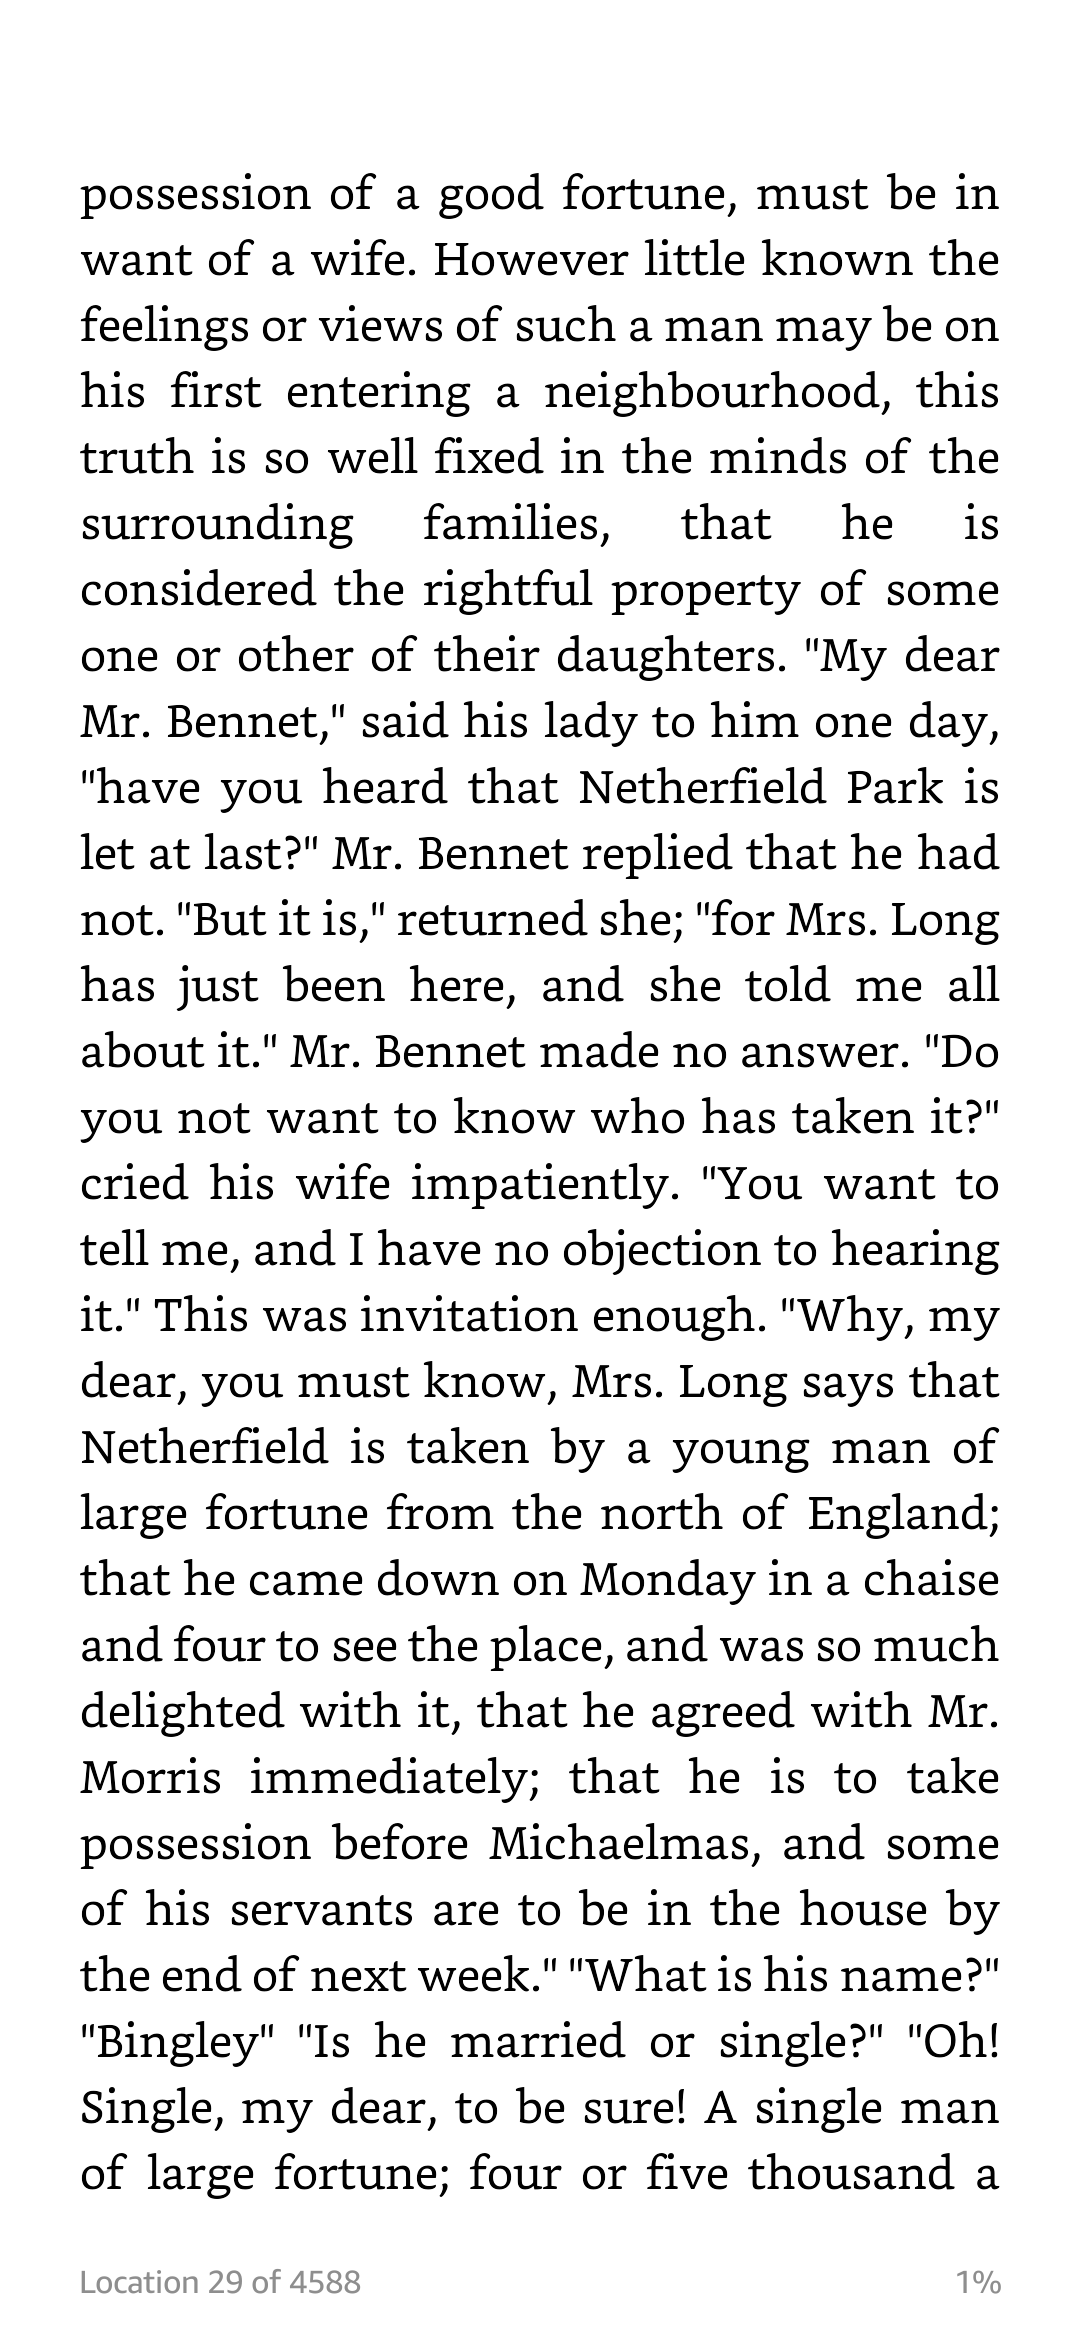 possession of a good fortune, must be in
want of a wife. However little known the
feelings or views of such a man may be on
his first entering a neighbourhood, this
truth is so well fixed in the minds of the
surrounding families, that he is
considered the rightful property of some
one or other of their daughters. "My dear
Mr. Bennet," said his lady to him one day,
"have you heard that Netherfield Park is
let at last?" Mr. Bennet replied that he had
not. "But it is," returned she; "for Mrs. Long
has just been here, and she told me all
about it." Mr. Bennet made no answer. "Do
you not want to know who has taken it?"
cried his wife impatiently. "You want to
tell me, and I have no objection to hearing
it." This was invitation enough. "Why, my
dear, you must know, Mrs. Long says that
Netherfield is taken by a young man of
large fortune from the north of England;
that he came down on Monday in a chaise
and four to see the place, and was so much
delighted with it, that he agreed with Mr.
Morris immediately; that he is to take
possession before Michaelmas, and some
of his servants are to be in the house by
the end of next week." "What is his name?"
"Bingley" "Is he married or single?" "Oh!
Single, my dear, to be sure! A single man
of large fortune; four or five thousand a
Location 29 of 4588 1%